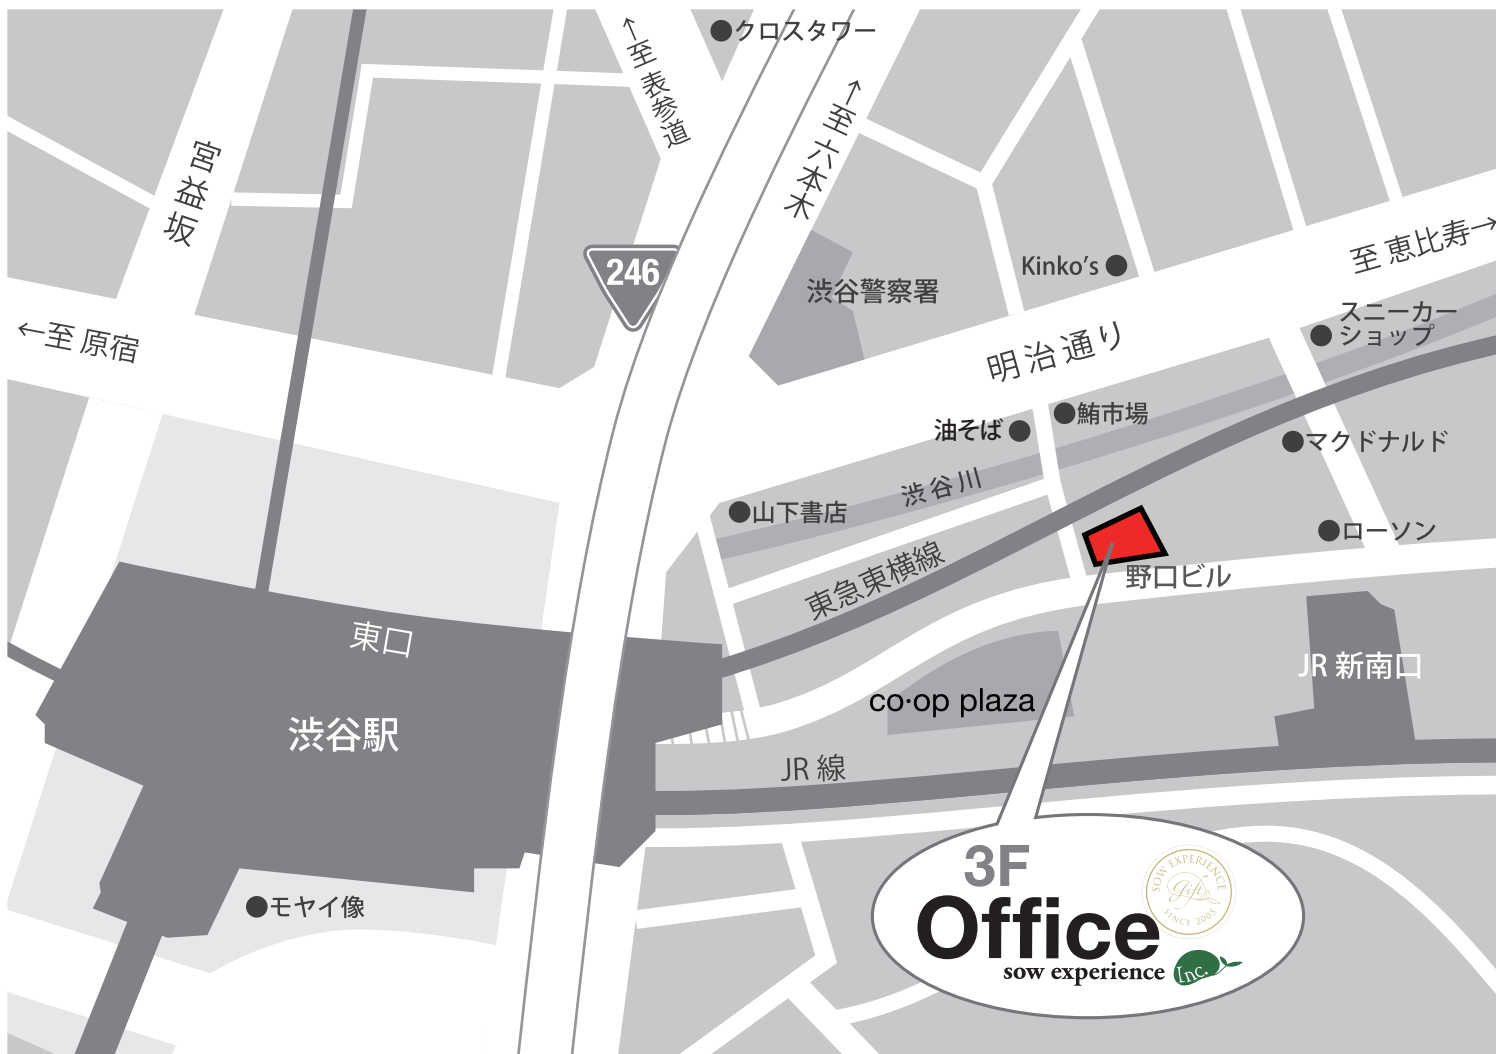 クロスタワー
←至 表参道
←至 六本木
宮益坂
246
渋谷警察署
Kinko's
至 恵比寿→
←至 原宿
スニーカー
ショップ
明治通り
鮪市場
油そば
マクドナルド
渋谷川
山下書店
ローソン
東急東横線
野口ビル
東口
JR 新南口
co・op plaza
渋谷駅
JR 線
3F
SOW EXPERIENCE
gift
SINCE 2005
Office
sow experience
Inc.
モヤイ像